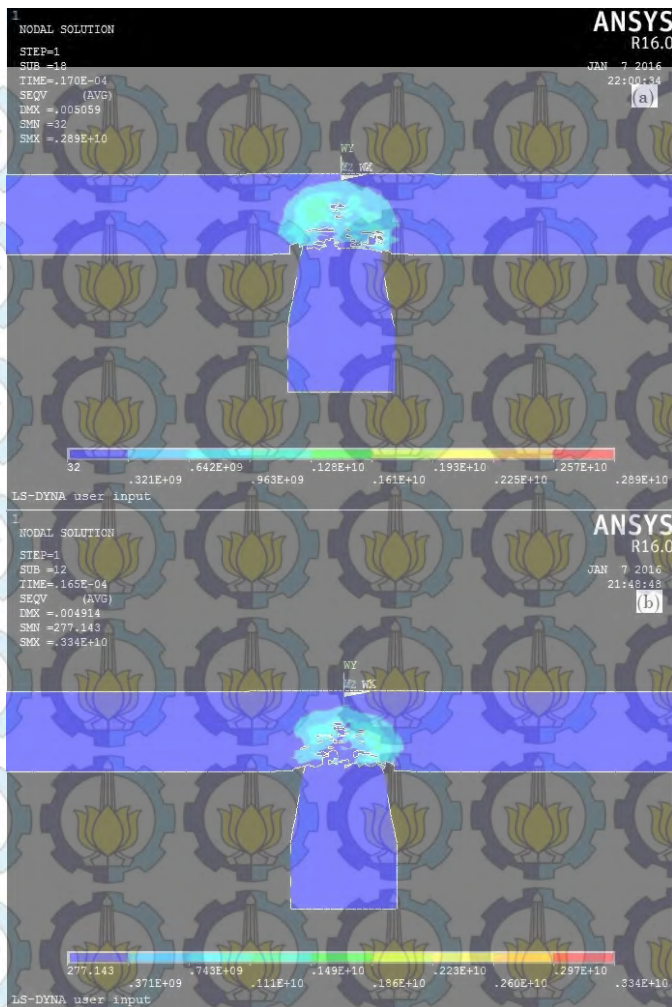 1
NODAL SOLUTION
STEP=1
SUB =18
TIME=.170E-04
SEQV (AVG)
DMX =.005059
SMN =32
SMX =.289E+10
ANSYS
R16.0
JAN 7 2016
22:00:34
(a)
WY
WX
32 .642E+09 .128E+10 .193E+10 .257E+10
.321E+09 .963E+09 .161E+10 .225E+10 .289E+10
LS-DYNA user input
1
NODAL SOLUTION
STEP=1
SUB =12
TIME=.165E-04
SEQV (AVG)
DMX =.004914
SMN =277.143
SMX =.334E+10
ANSYS
R16.0
JAN 7 2016
21:48:48
(b)
WY
WX
277.143 .743E+09 .149E+10 .223E+10 .297E+10
.371E+09 .111E+10 .186E+10 .260E+10 .334E+10
LS-DYNA user input